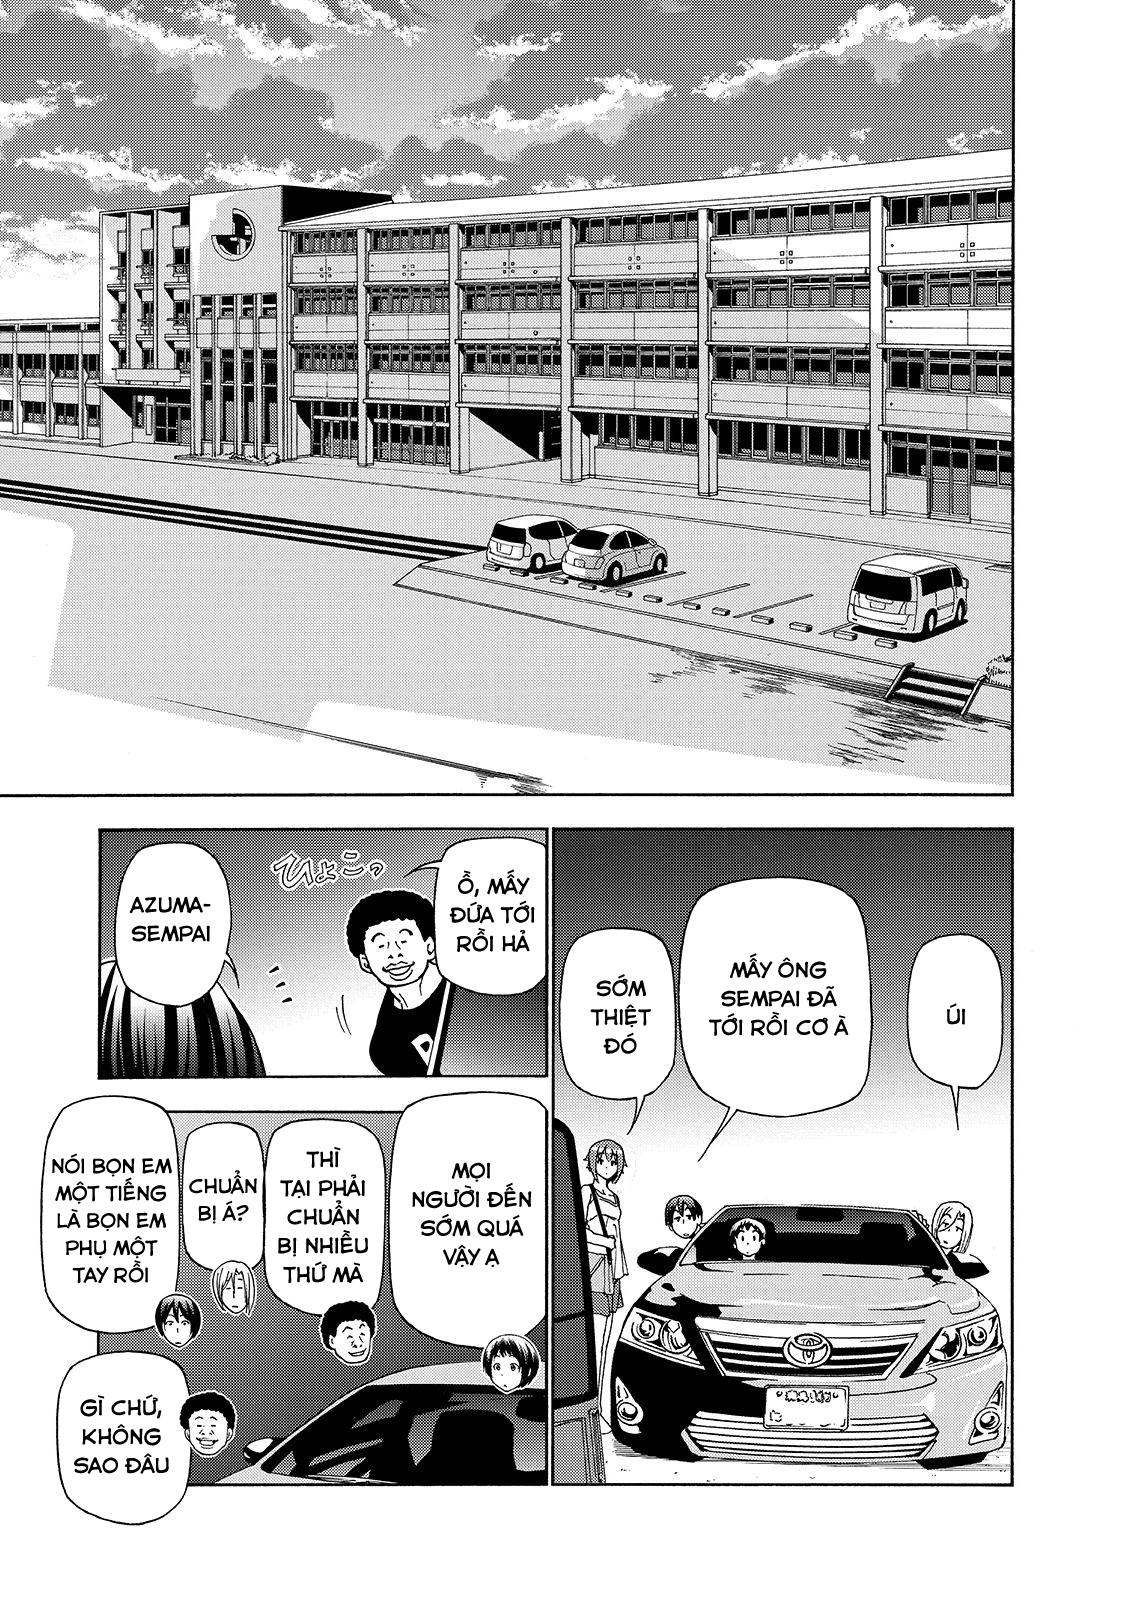 ÚI
MẤY ÔNG
SEMPAI ĐÃ
TỚI RỒI CƠ À
SỚM
THIỆT
ĐÓ
Ồ, MẤY
ĐỨA TỚI
RỒI HẢ
ひょこっ
AZUMA-
SEMPAI
MỌI
NGƯỜI ĐẾN
SỚM QUÁ
VẬY Ạ
THÌ
TẠI PHẢI
CHUẨN
BỊ NHIỀU
THỨ MÀ
CHUẨN
BỊ Á?
NÓI BỌN EM
MỘT TIẾNG
LÀ BỌN EM
PHỤ MỘT
TAY RỒI
GÌ CHỨ,
KHÔNG
SAO ĐÂU